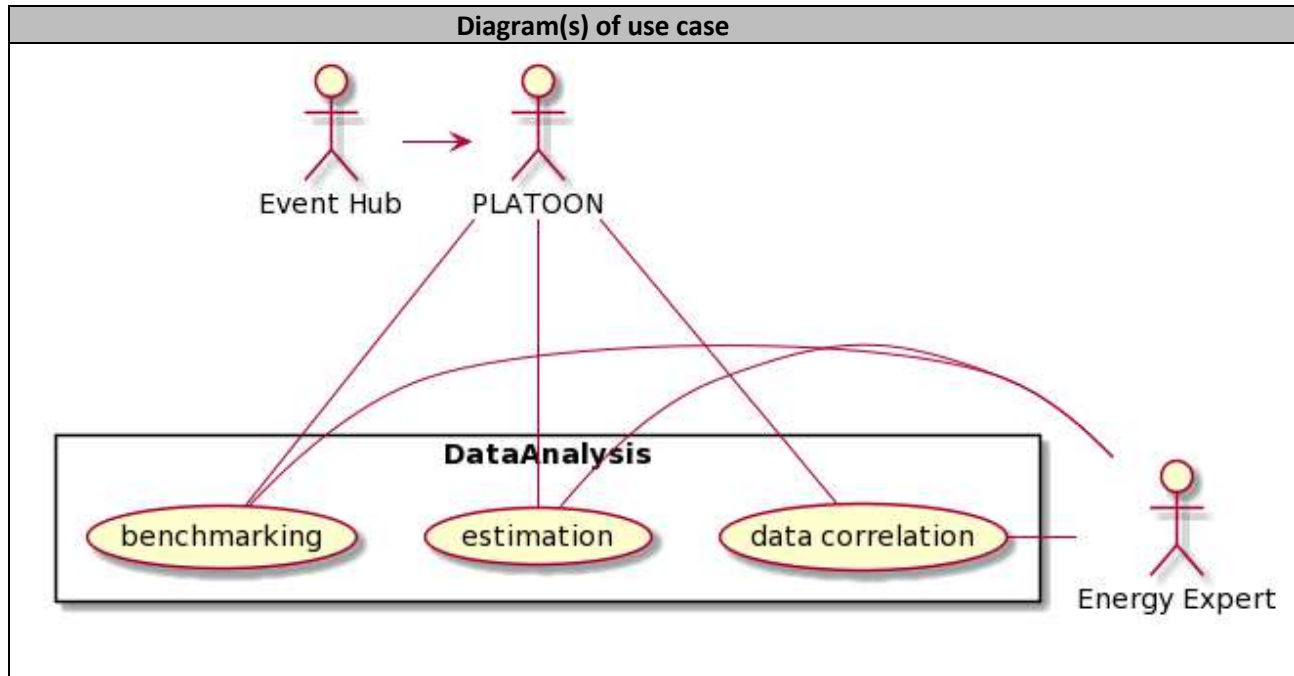 Diagram(s) of use case
Event Hub
PLATOON
DataAnalysis
benchmarking
estimation
data correlation
Energy Expert